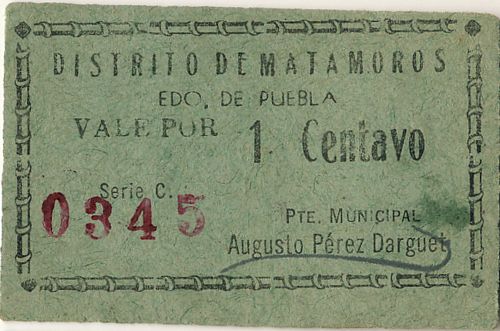 DISTRITO DE MATAMOROS
EDO. DE PUEBLA
VALE POR 1 Centavo
Serie C.
0345
PTE. MUNICIPAL
Augusto Pérez Darguet